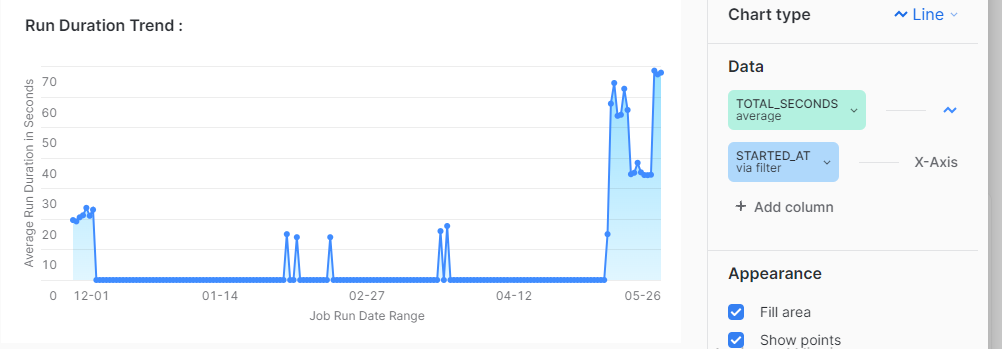 Run Duration Trend :
Average Run Duration in Seconds
70
60
50
40
30
20
10
0
12-01 01-14 02-27 04-12 05-26
Job Run Date Range
Chart type Line
Data
TOTAL_SECONDS
average
STARTED_AT
via filter
X-Axis
+ Add column
Appearance
Fill area
Show points